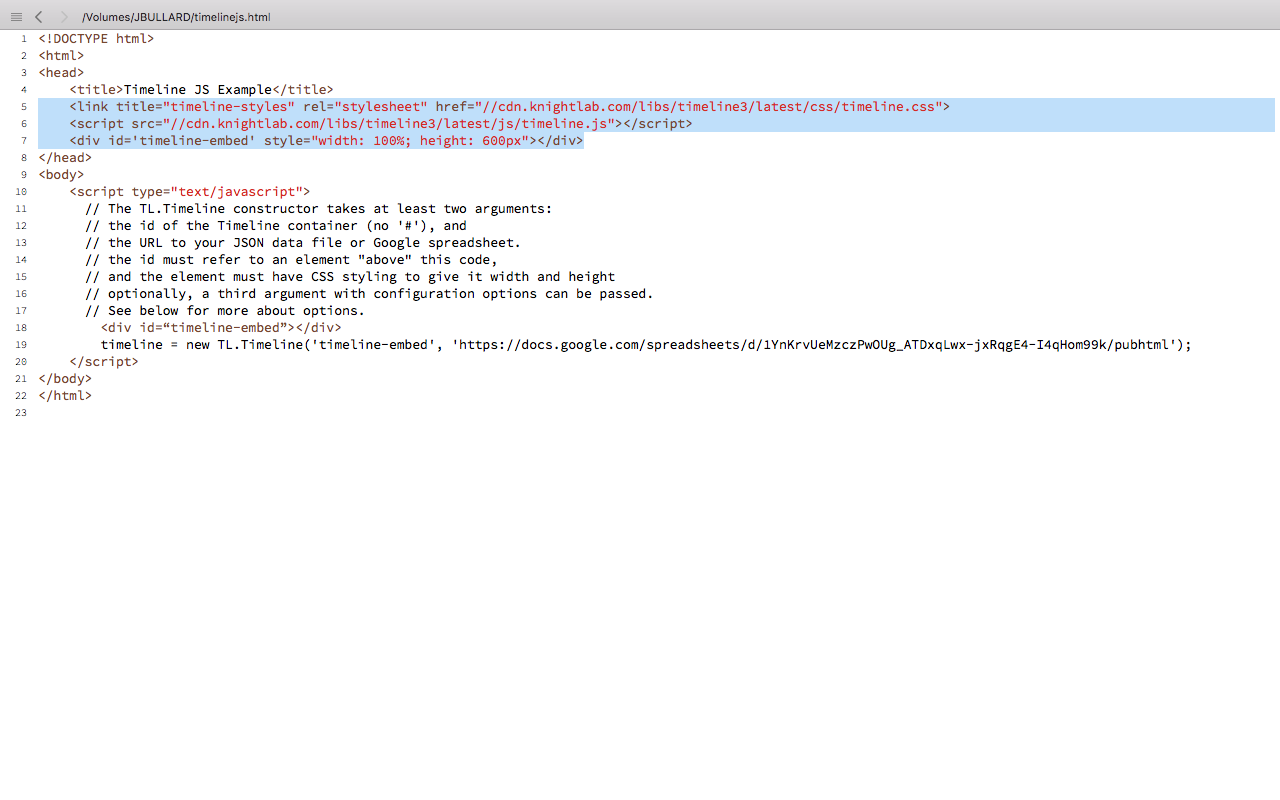 /Volumes/JBULLARD/timelinejs.html
1 <!DOCTYPE html>
2 <html>
3 <head>
4     <title>Timeline JS Example</title>
5     <link title="timeline-styles" rel="stylesheet" href="//cdn.knightlab.com/libs/timeline3/latest/css/timeline.css">
6     <script src="//cdn.knightlab.com/libs/timeline3/latest/js/timeline.js"></script>
7     <div id='timeline-embed' style="width: 100%; height: 600px"></div>
8 </head>
9 <body>
10     <script type="text/javascript">
11       // The TL.Timeline constructor takes at least two arguments:
12       // the id of the Timeline container (no '#'), and
13       // the URL to your JSON data file or Google spreadsheet.
14       // the id must refer to an element "above" this code,
15       // and the element must have CSS styling to give it width and height
16       // optionally, a third argument with configuration options can be passed.
17       // See below for more about options.
18         <div id=“timeline-embed”></div>
19         timeline = new TL.Timeline('timeline-embed', 'https://docs.google.com/spreadsheets/d/1YnKrvUeMzczPwOUg_ATDxqLwx-jxRqgE4-I4qHom99k/pubhtml');
20     </script>
21 </body>
22 </html>
23